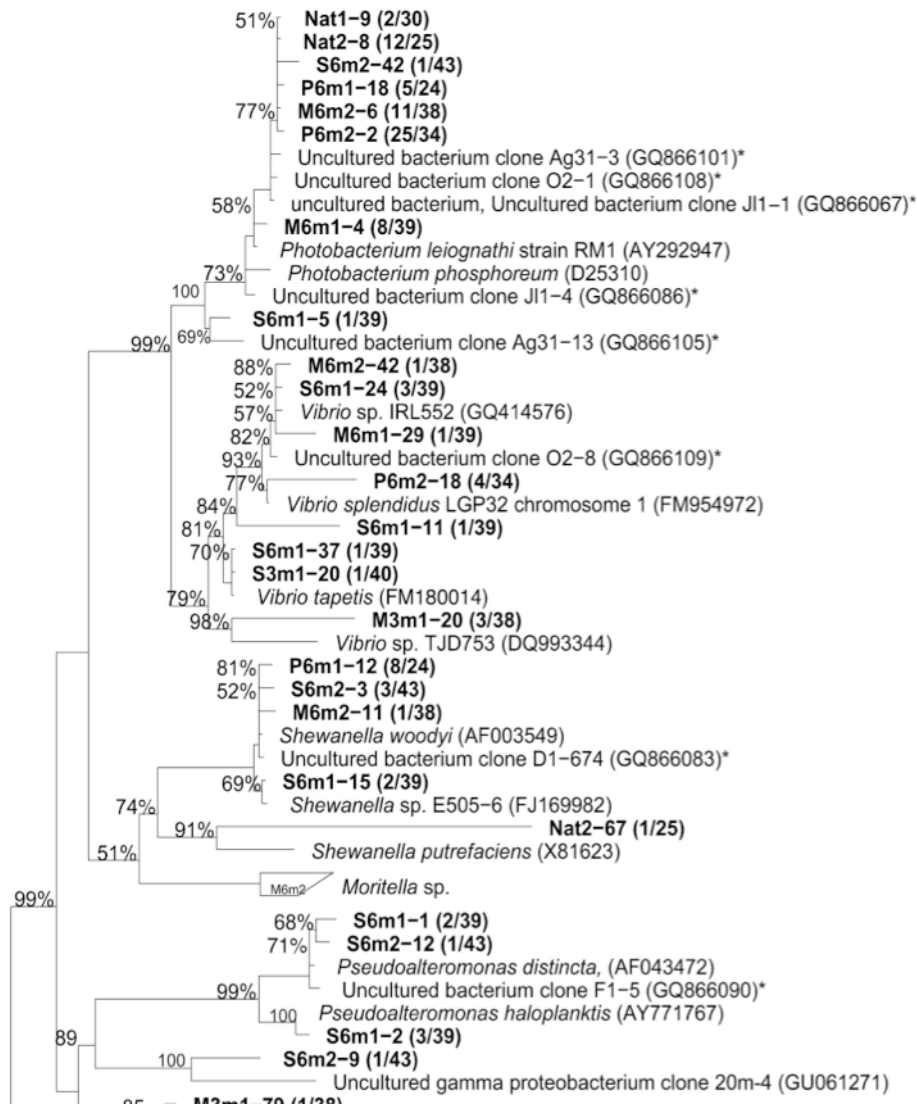 51% Nat1−9 (2/30)
Nat2−8 (12/25)
S6m2−42 (1/43)
P6m1−18 (5/24)
77% M6m2−6 (11/38)
P6m2−2 (25/34)
Uncultured bacterium clone Ag31−3 (GQ866101)*
Uncultured bacterium clone O2−1 (GQ866108)*
58% uncultured bacterium, Uncultured bacterium clone JI1−1 (GQ866067)*
M6m1−4 (8/39)
Photobacterium leiognathi strain RM1 (AY292947)
73% Photobacterium phosphoreum (D25310)
100 Uncultured bacterium clone JI1−4 (GQ866086)*
S6m1−5 (1/39)
99% 69% Uncultured bacterium clone Ag31−13 (GQ866105)*
88% M6m2−42 (1/38)
52% S6m1−24 (3/39)
57% Vibrio sp. IRL552 (GQ414576)
82% M6m1−29 (1/39)
93% Uncultured bacterium clone O2−8 (GQ866109)*
77% P6m2−18 (4/34)
84% Vibrio splendidus LGP32 chromosome 1 (FM954972)
81% S6m1−11 (1/39)
70% S6m1−37 (1/39)
S3m1−20 (1/40)
79% Vibrio tapetis (FM180014)
98% M3m1−20 (3/38)
Vibrio sp. TJD753 (DQ993344)
81% P6m1−12 (8/24)
52% S6m2−3 (3/43)
M6m2−11 (1/38)
Shewanella woodyi (AF003549)
Uncultured bacterium clone D1−674 (GQ866083)*
69% S6m1−15 (2/39)
74% Shewanella sp. E505−6 (FJ169982)
91% Nat2−67 (1/25)
51% Shewanella putrefaciens (X81623)
M6m2 Moritella sp.
99%
68% S6m1−1 (2/39)
71% S6m2−12 (1/43)
Pseudoalteromonas distincta, (AF043472)
99% Uncultured bacterium clone F1−5 (GQ866090)*
100 Pseudoalteromonas haloplanktis (AY771767)
89 S6m1−2 (3/39)
100 S6m2−9 (1/43)
Uncultured gamma proteobacterium clone 20m-4 (GU061271)
M3m1−79 (1/38)